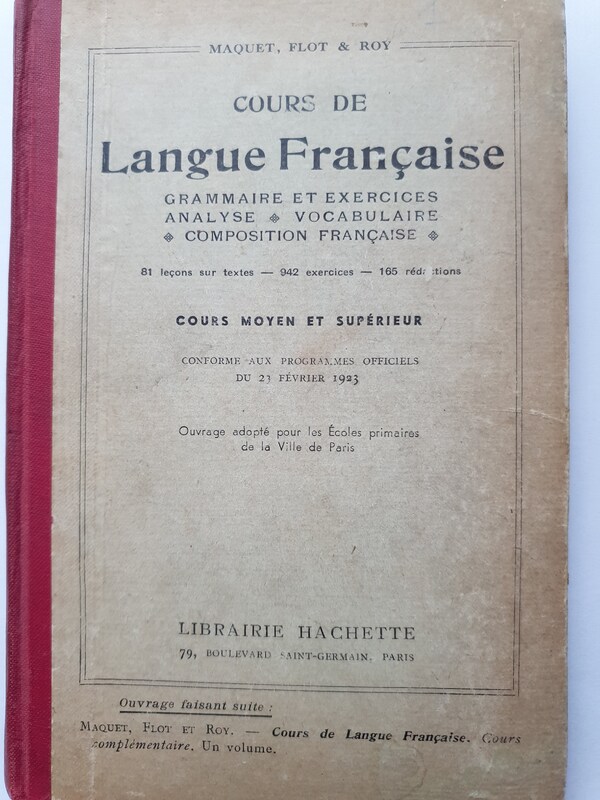 MAQUET, FLOT & ROY
COURS DE
Langue Française
GRAMMAIRE ET EXERCICES
ANALYSE ❖ VOCABULAIRE
❖ COMPOSITION FRANÇAISE ❖
81 leçons sur textes — 942 exercices — 165 rédactions
COURS MOYEN ET SUPÉRIEUR
CONFORME AUX PROGRAMMES OFFICIELS
DU 23 FÉVRIER 1923
Ouvrage adopté pour les Écoles primaires
de la Ville de Paris
LIBRAIRIE HACHETTE
79, BOULEVARD SAINT-GERMAIN, PARIS
Ouvrage faisant suite :
MAQUET, FLOT ET ROY. — Cours de Langue Française. Cours
complémentaire. Un volume.